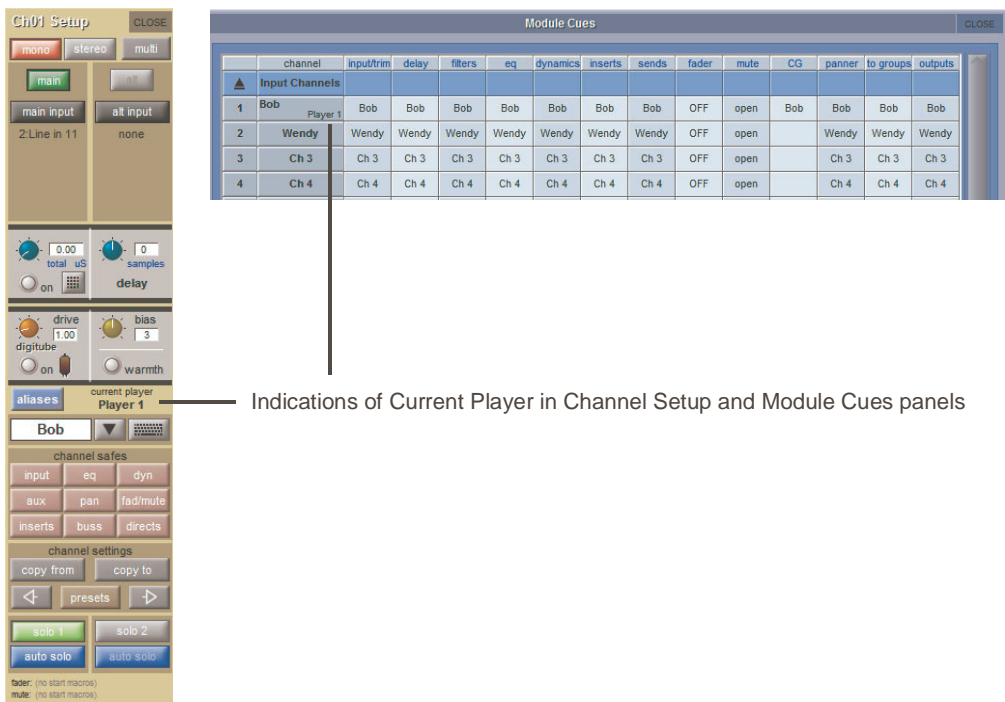 Ch01 Setup CLOSE
mono stereo multi
main alt
main input alt input
2:Line in 11 none
0.00 0
total uS samples
on delay
drive bias
1.00 3
digitube
on warmth
aliases current player
Player 1
Bob
channel safes
input eq dyn
aux pan fad/mute
inserts buss directs
channel settings
copy from copy to
presets
solo 1 solo 2
auto solo auto solo
fader: (no start macros)
mute: (no start macros)
Module Cues CLOSE
channel input/trim delay filters eq dynamics inserts sends fader mute CG panner to groups outputs
Input Channels
1 Bob Player 1 Bob Bob Bob Bob Bob Bob Bob OFF open Bob Bob Bob Bob
2 Wendy Wendy Wendy Wendy Wendy Wendy Wendy Wendy OFF open Wendy Wendy Wendy
3 Ch 3 Ch 3 Ch 3 Ch 3 Ch 3 Ch 3 Ch 3 Ch 3 OFF open Ch 3 Ch 3 Ch 3
4 Ch 4 Ch 4 Ch 4 Ch 4 Ch 4 Ch 4 Ch 4 Ch 4 OFF open Ch 4 Ch 4 Ch 4
Indications of Current Player in Channel Setup and Module Cues panels